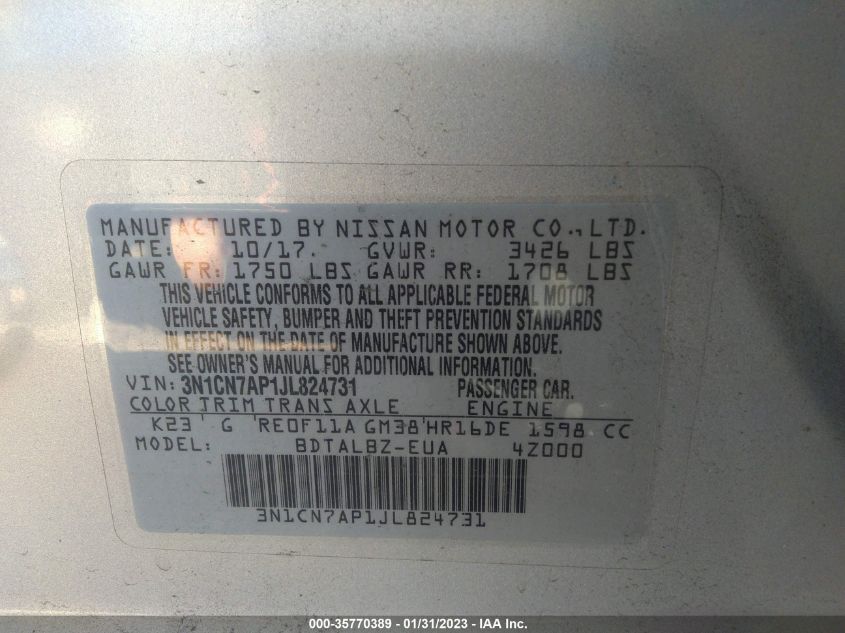 MANUFACTURED BY NISSAN MOTOR CO., LTD.
DATE: 10/17. GVWR: 3426 LBS
GAWR FR: 1750 LBS GAWR RR: 1708 LBS
THIS VEHICLE CONFORMS TO ALL APPLICABLE FEDERAL MOTOR
VEHICLE SAFETY, BUMPER AND THEFT PREVENTION STANDARDS
IN EFFECT ON THE DATE OF MANUFACTURE SHOWN ABOVE.
SEE OWNER'S MANUAL FOR ADDITIONAL INFORMATION.
VIN: 3N1CN7AP1JL824731 PASSENGER CAR.
COLOR TRIM TRANS AXLE ENGINE
K23 G RE0F11A GM38 HR16DE 1598 CC
MODEL: BDTALBZ-EUA 4Z000
3N1CN7AP1JL824731
000-35770389 - 01/31/2023 - IAA Inc.